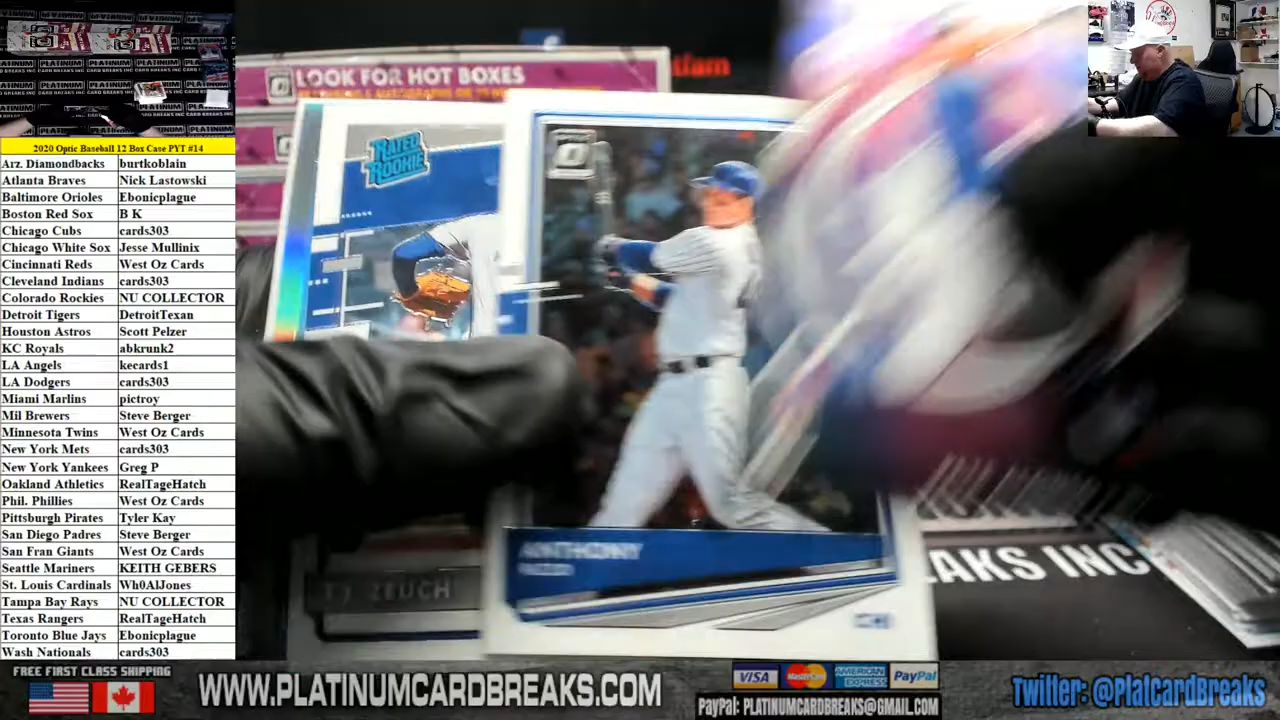 2020 Optic Baseball 12 Box Case PYT #14
Arz. Diamondbacks burtkoblain
Atlanta Braves Nick Lastowski
Baltimore Orioles Ebonicplague
Boston Red Sox B K
Chicago Cubs cards303
Chicago White Sox Jesse Mullinix
Cincinnati Reds West Oz Cards
Cleveland Indians cards303
Colorado Rockies NU COLLECTOR
Detroit Tigers DetroitTexan
Houston Astros Scott Pelzer
KC Royals abkrunk2
LA Angels kecards1
LA Dodgers cards303
Miami Marlins pictroy
Mil Brewers Steve Berger
Minnesota Twins West Oz Cards
New York Mets cards303
New York Yankees Greg P
Oakland Athletics RealTageHatch
Phil. Phillies West Oz Cards
Pittsburgh Pirates Tyler Kay
San Diego Padres Steve Berger
San Fran Giants West Oz Cards
Seattle Mariners KEITH GEBERS
St. Louis Cardinals Wh0AlJones
Tampa Bay Rays NU COLLECTOR
Texas Rangers RealTageHatch
Toronto Blue Jays Ebonicplague
Wash Nationals cards303
LOOK FOR HOT BOXES
RATED ROOKIE
ANTHONY
RIZZO
CHI
TJ ZEUCH
AKS INC
FREE FIRST CLASS SHIPPING
WWW.PLATINUMCARDBREAKS.COM
VISA MasterCard AMERICAN EXPRESS PayPal
PayPal: PLATINUMCARDBREAKS@GMAIL.COM
Twitter: @PlatCardBreaks